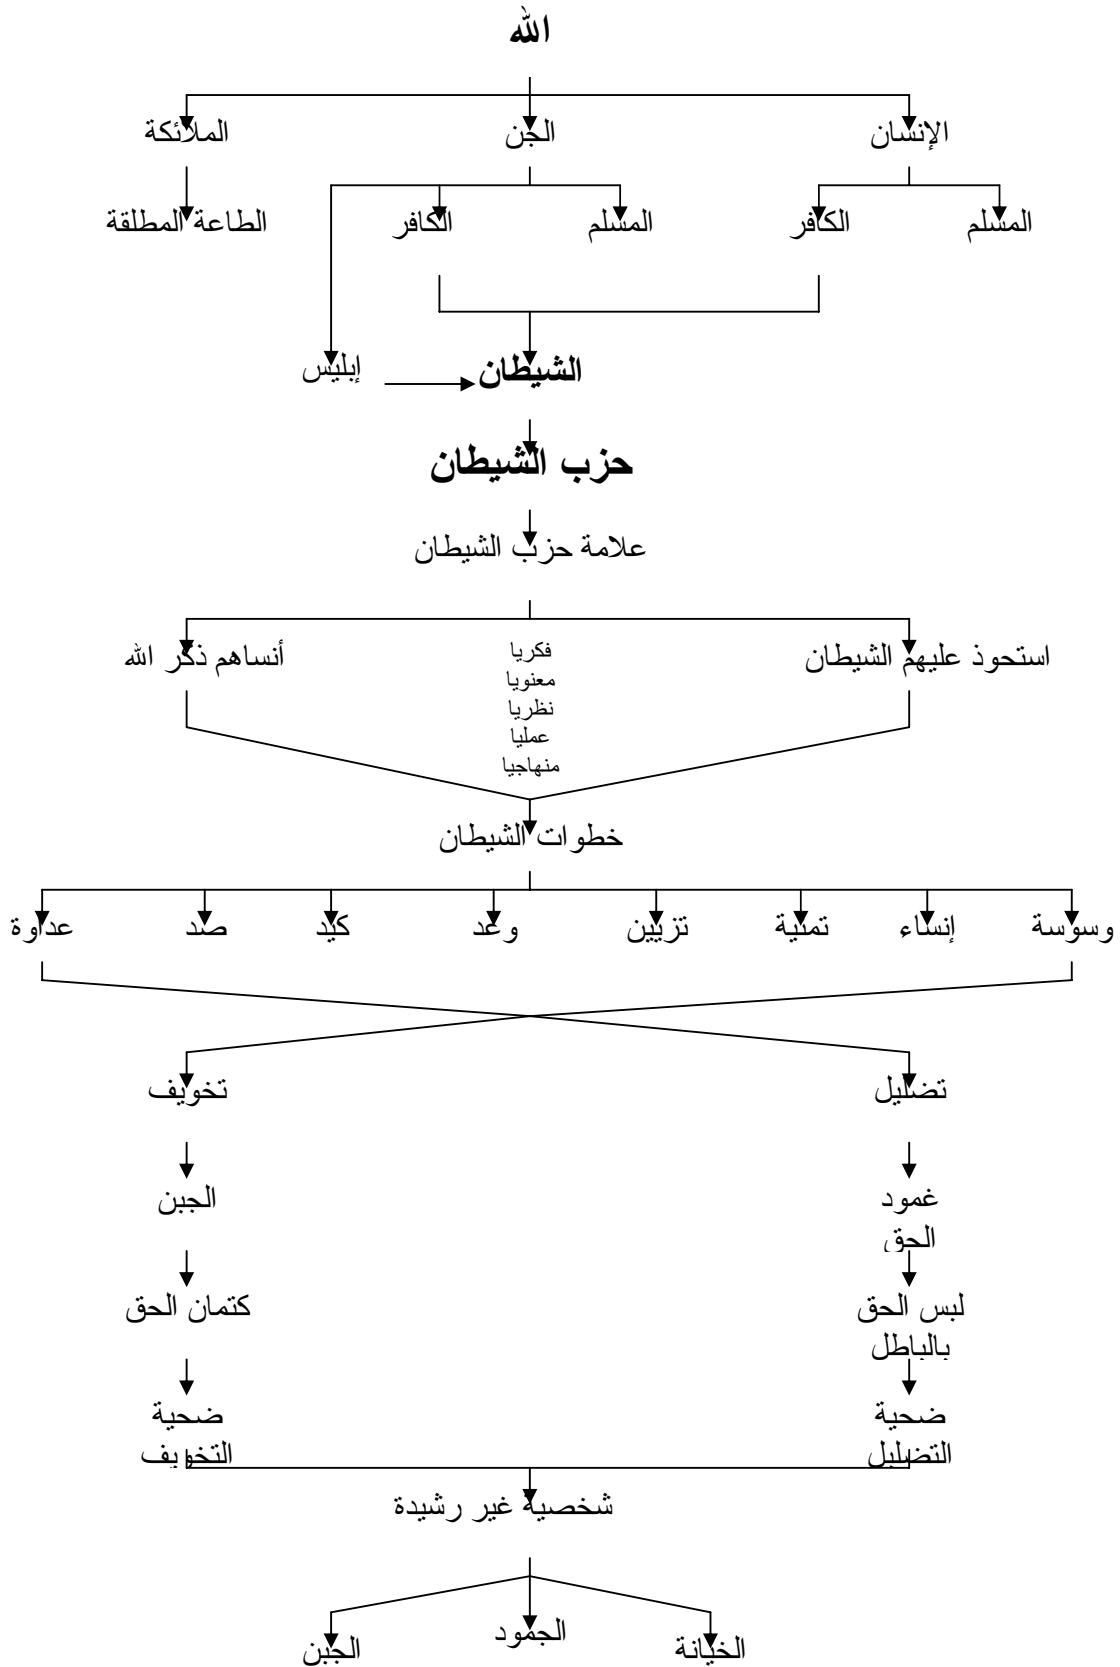 الله
الإنسان الجن الملائكة
المسلم الكافر المسلم الكافر الطاعة المطلقة
الشيطان إبليس
حزب الشيطان
علامة حزب الشيطان
استحوذ عليهم الشيطان
فكريا
معنويا
نظريا
عمليا
منهاجيا
أنساهم ذكر الله
خطوات الشيطان
وسوسة إنساء تمنية تزيين وعد كيد صد عداوة
تضليل تخويف
غمود
الحق
الجبن
لبس الحق
بالباطل
كتمان الحق
ضحية
التضليل
ضحية
التخويف
شخصية غير رشيدة
الخيانة الجمود الجبن